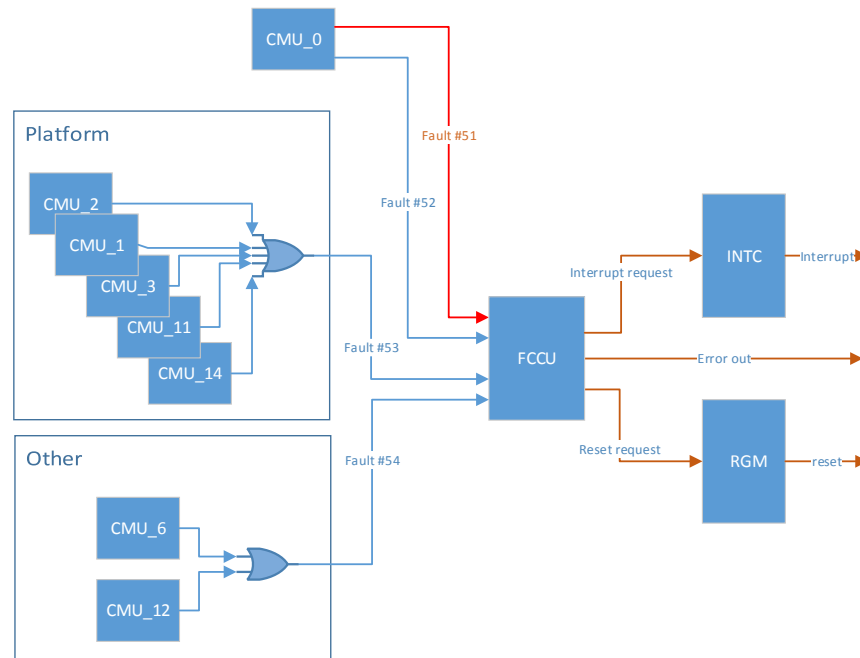 CMU_0
Fault #51
Platform
CMU_2
Fault #52
CMU_1
CMU_3
INTC
Interrupt
Interrupt request
CMU_11
Fault #53
FCCU
Error out
CMU_14
Other
Fault #54
Reset request
RGM
reset
CMU_6
CMU_12